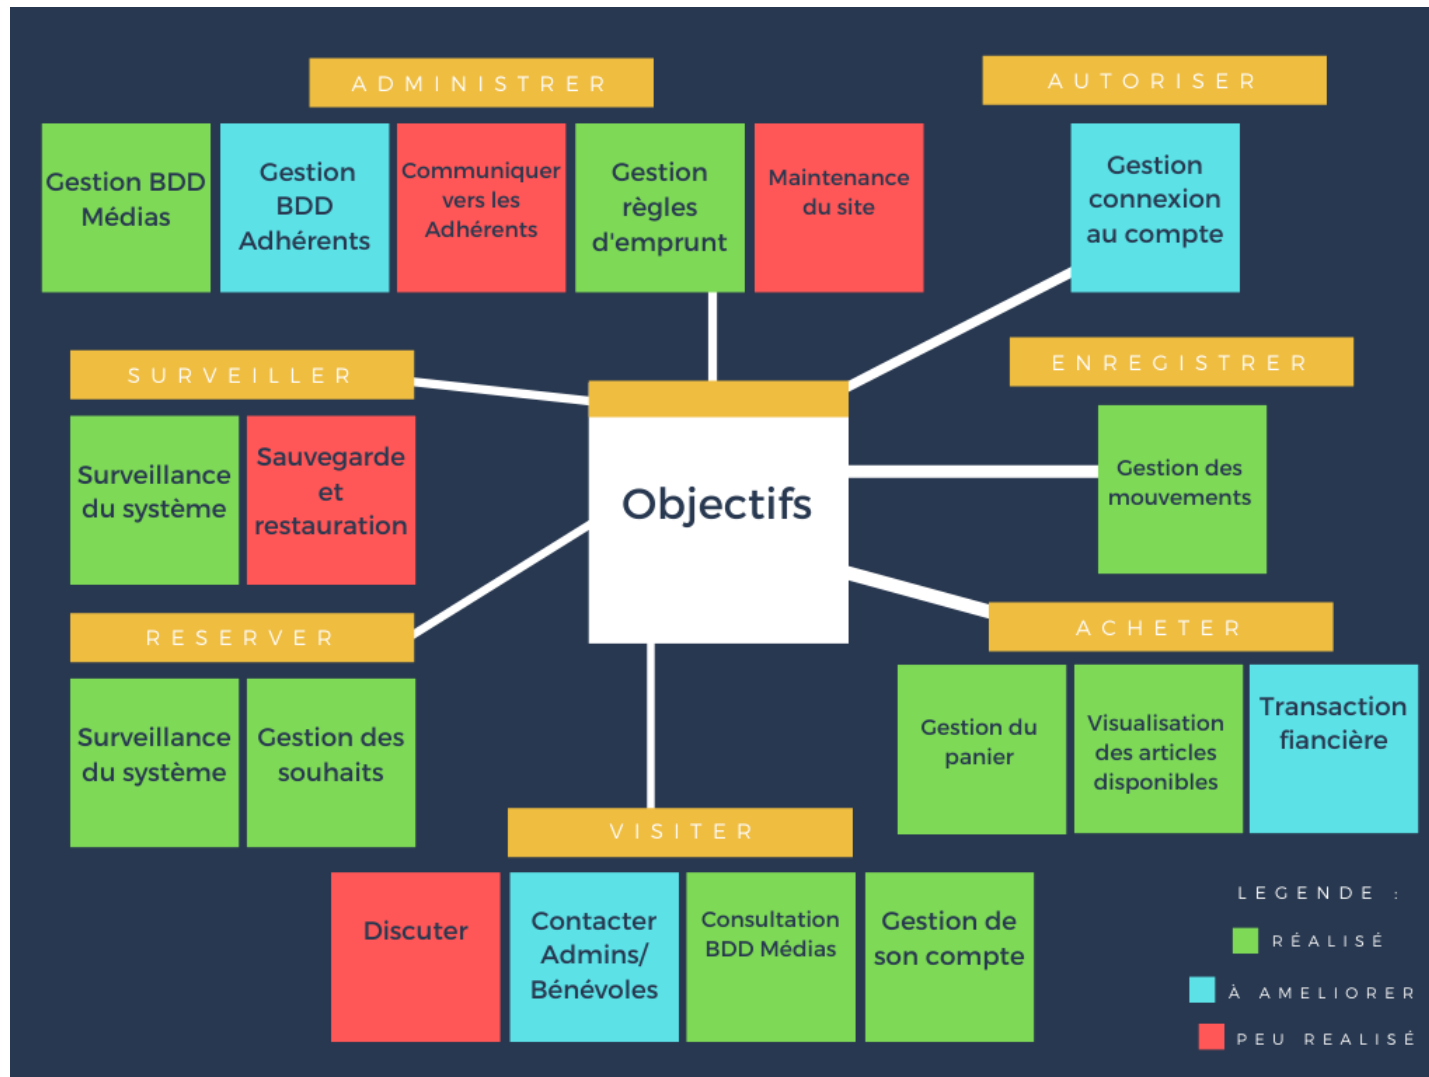 ADMINISTRER
Gestion BDD
Médias
Gestion
BDD
Adhérents
Communiquer
vers les
Adhérents
Gestion
règles
d'emprunt
Maintenance
du site
AUTORISER
Gestion
connexion
au compte
SURVEILLER
Surveillance
du système
Sauvegarde
et
restauration
Objectifs
ENREGISTRER
Gestion des
mouvements
RESERVER
Surveillance
du système
Gestion des
souhaits
ACHETER
Gestion du
panier
Visualisation
des articles
disponibles
Transaction
fiancière
VISITER
Discuter
Contacter
Admins/
Bénévoles
Consultation
BDD Médias
Gestion de
son compte
LEGENDE :
RÉALISÉ
À AMELIORER
PEU REALISÉ